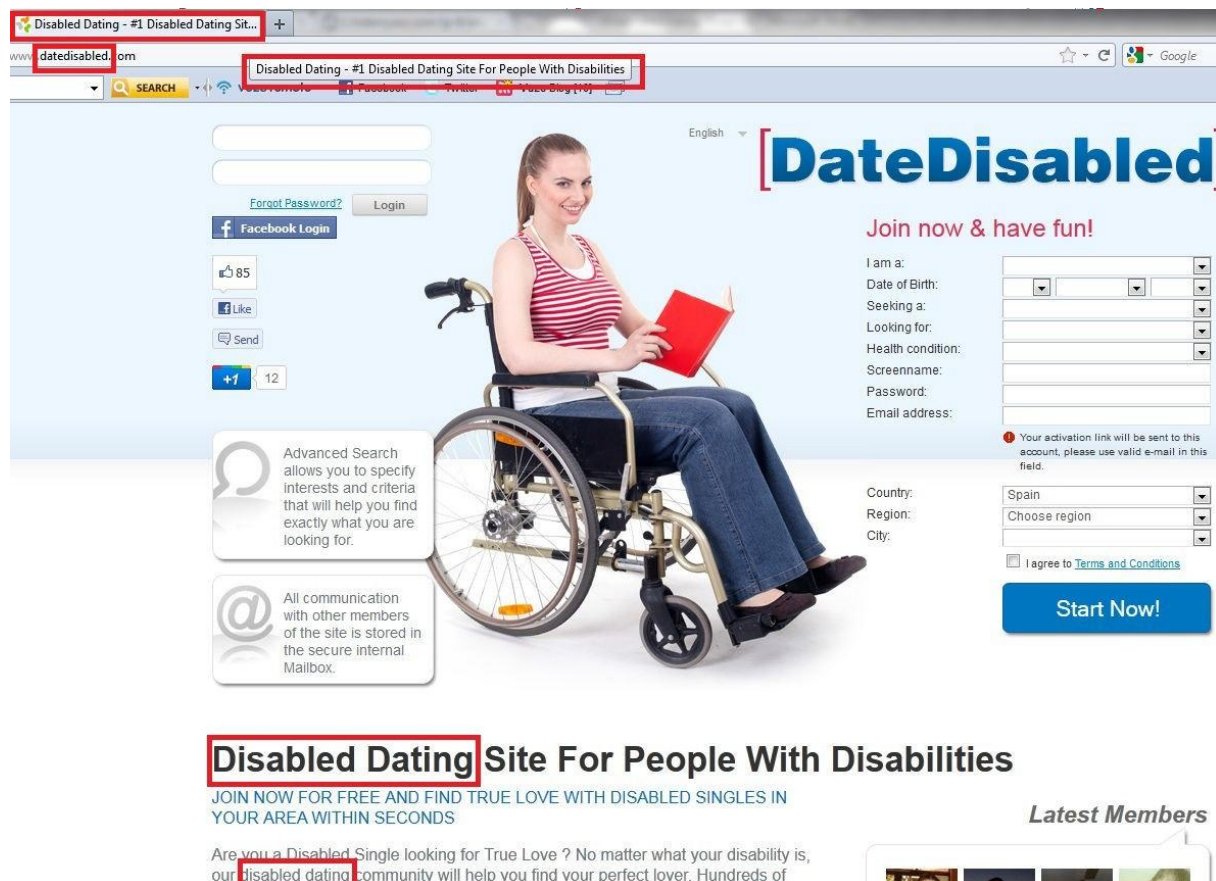 Disabled Dating - #1 Disabled Dating Sit...
www.datedisabled.com
Disabled Dating - #1 Disabled Dating Site For People With Disabilities
Google
SEARCH
Facebook
Twitter
English
[DateDisabled]
Forgot Password?
Login
Facebook Login
85
Like
Send
+1
12
Join now & have fun!
I am a:
Date of Birth:
Seeking a:
Looking for:
Health condition:
Screenname:
Password:
Email address:
Your activation link will be sent to this
account, please use valid e-mail in this
field.
Country:
Spain
Region:
Choose region
City:
I agree to Terms and Conditions
Start Now!
Advanced Search
allows you to specify
interests and criteria
that will help you find
exactly what you are
looking for.
All communication
with other members
of the site is stored in
the secure internal
Mailbox.
Disabled Dating Site For People With Disabilities
JOIN NOW FOR FREE AND FIND TRUE LOVE WITH DISABLED SINGLES IN
YOUR AREA WITHIN SECONDS
Are you a Disabled Single looking for True Love ? No matter what your disability is,
our disabled dating community will help you find your perfect lover. Hundreds of
Latest Members